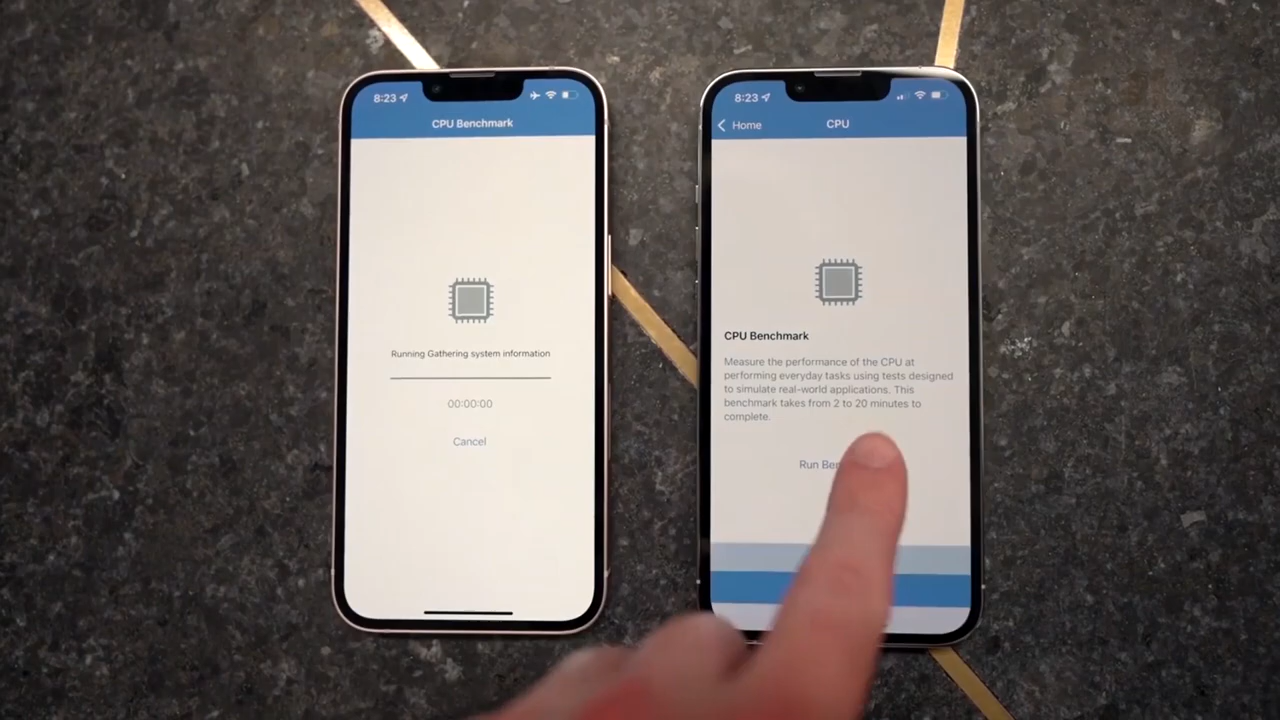 8:23
CPU Benchmark
Running Gathering system information
00:00:00
Cancel
8:23
Home
CPU
CPU Benchmark
Measure the performance of the CPU at
performing everyday tasks using tests designed
to simulate real-world applications. This
benchmark takes from 2 to 20 minutes to
complete.
Run Ben